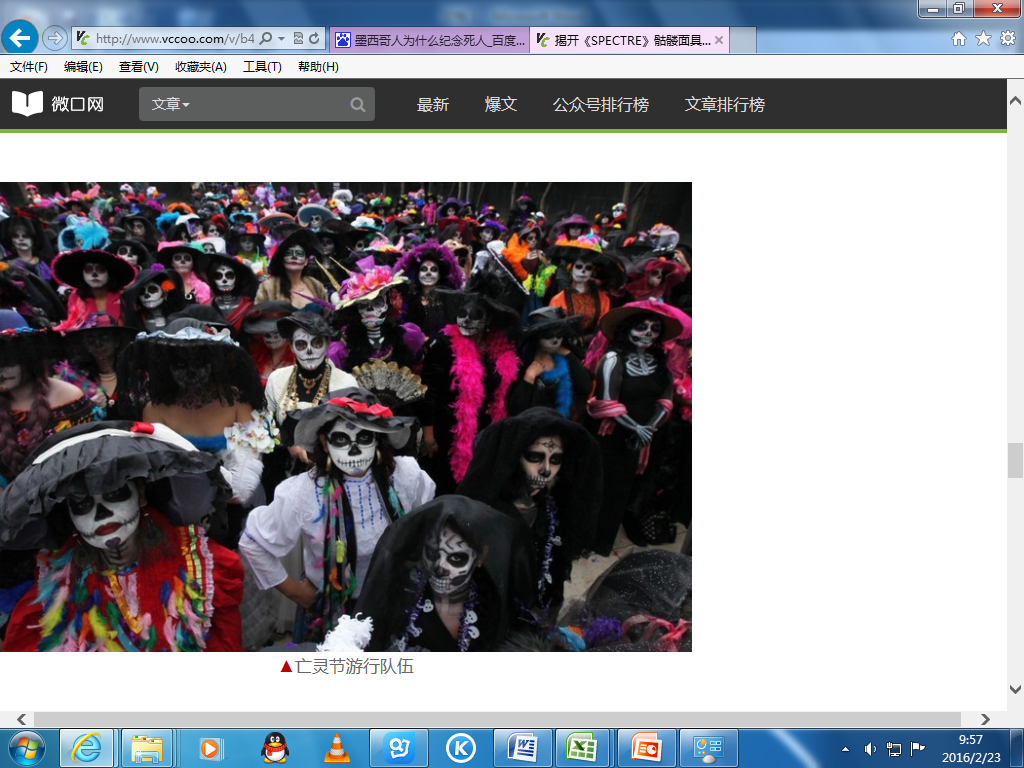 http://www.vccoo.com/v/b4
墨西哥人为什么纪念死人_百度...
揭开《SPECTRE》骷髅面具...
文件(F) 编辑(E) 查看(V) 收藏夹(A) 工具(T) 帮助(H)
微口网 文章 最新 爆文 公众号排行榜 文章排行榜
▲亡灵节游行队伍
9:57
2016/2/23